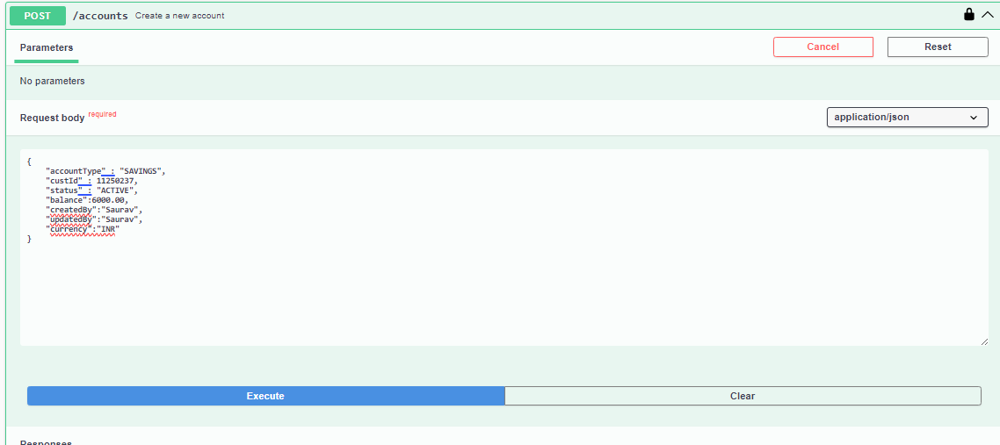 POST /accounts Create a new account
Parameters Cancel Reset
No parameters
Request body required application/json
{
"accountType" : "SAVINGS",
"custId" : 11250237,
"status" : "ACTIVE",
"balance":6000.00,
"createdBy":"Saurav",
"updatedBy":"Saurav",
"currency":"INR"
}
Execute Clear
Responses